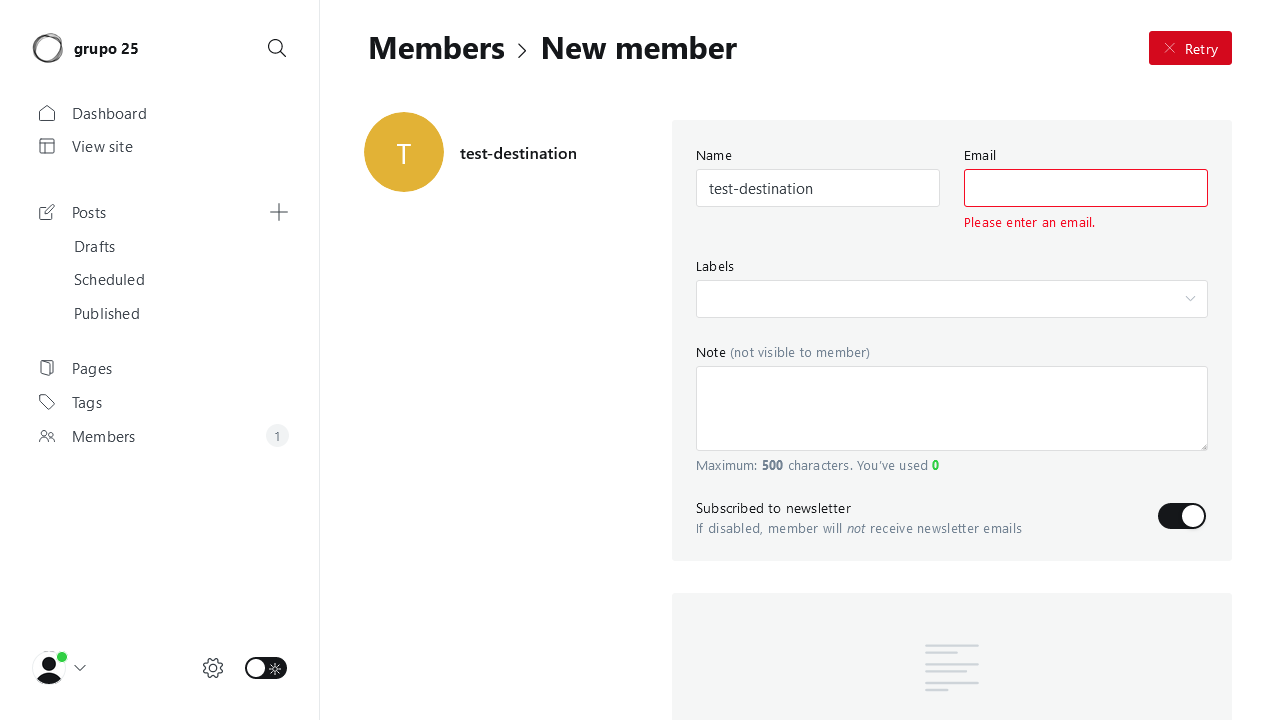 grupo 25
Dashboard
View site
Posts
Drafts
Scheduled
Published
Pages
Tags
Members
1
Members
New member
Retry
T
test-destination
Name
Email
test-destination
Please enter an email.
Labels
Note (not visible to member)
Maximum: 500 characters. You've used 0
Subscribed to newsletter
If disabled, member will not receive newsletter emails